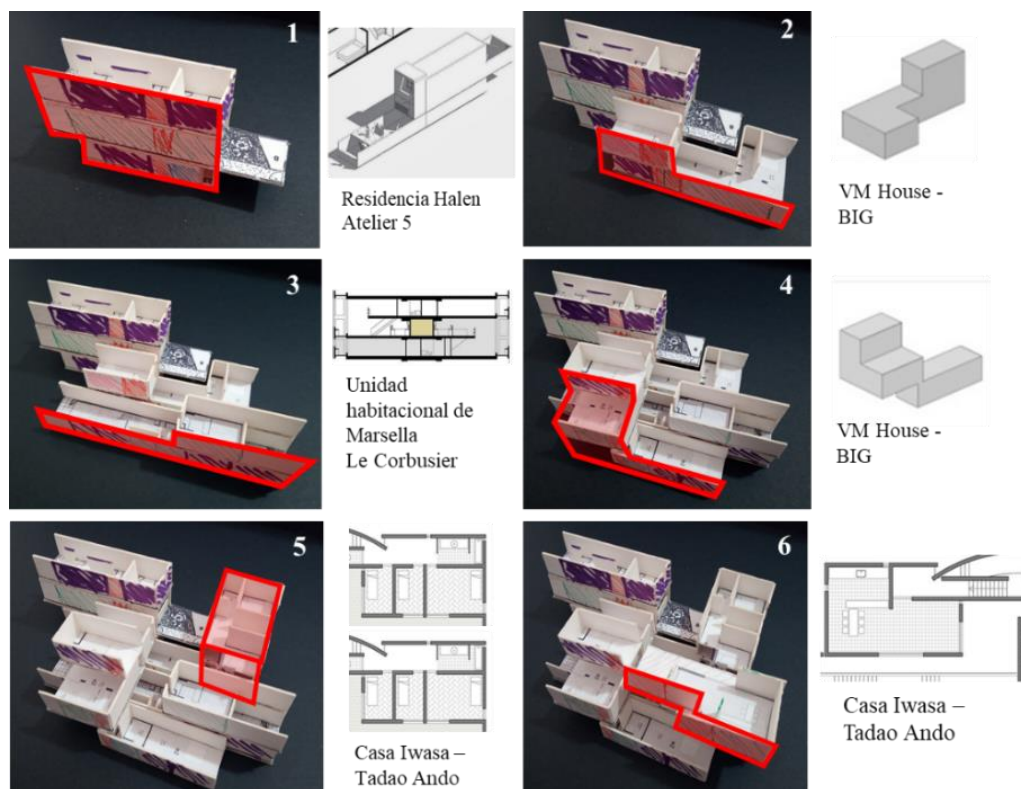 1
Residencia Halen
Atelier 5
2
VM House -
BIG
3
Unidad
habitacional de
Marsella
Le Corbusier
4
VM House -
BIG
5
Casa Iwasa –
Tadao Ando
6
Casa Iwasa –
Tadao Ando